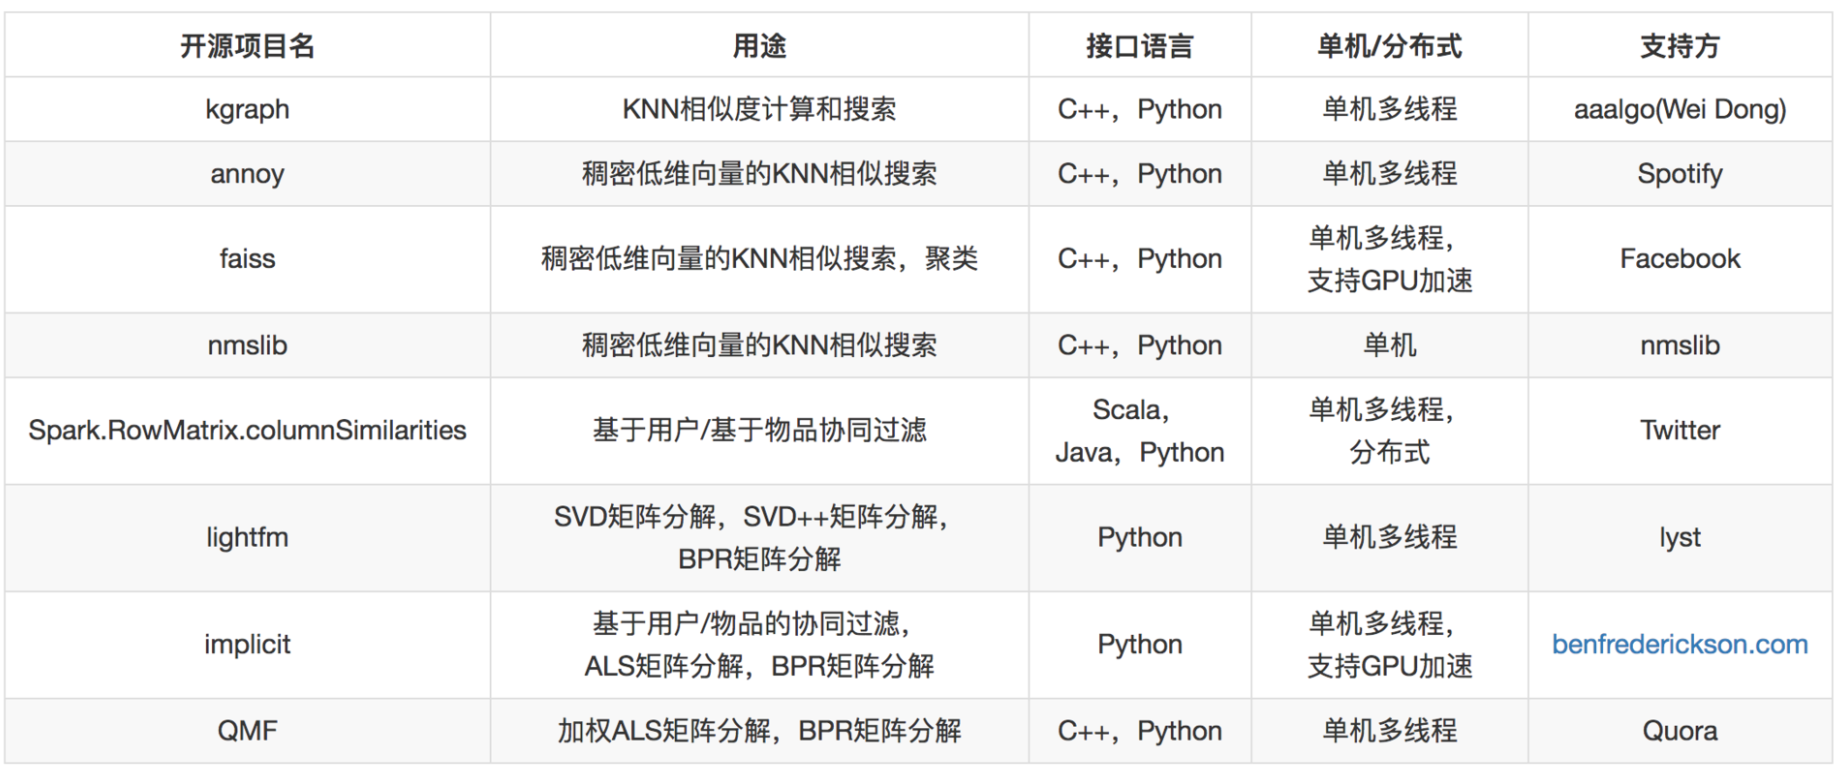 开源项目名 用途 接口语言 单机/分布式 支持方
kgraph KNN相似度计算和搜索 C++，Python 单机多线程 aaalgo(Wei Dong)
annoy 稠密低维向量的KNN相似搜索 C++，Python 单机多线程 Spotify
faiss 稠密低维向量的KNN相似搜索，聚类 C++，Python 单机多线程，
支持GPU加速 Facebook
nmslib 稠密低维向量的KNN相似搜索 C++，Python 单机 nmslib
Spark.RowMatrix.columnSimilarities 基于用户/基于物品协同过滤 Scala，
Java，Python 单机多线程，
分布式 Twitter
lightfm SVD矩阵分解，SVD++矩阵分解，
BPR矩阵分解 Python 单机多线程 lyst
implicit 基于用户/物品的协同过滤，
ALS矩阵分解，BPR矩阵分解 Python 单机多线程，
支持GPU加速 benfrederickson.com
QMF 加权ALS矩阵分解，BPR矩阵分解 C++，Python 单机多线程 Quora